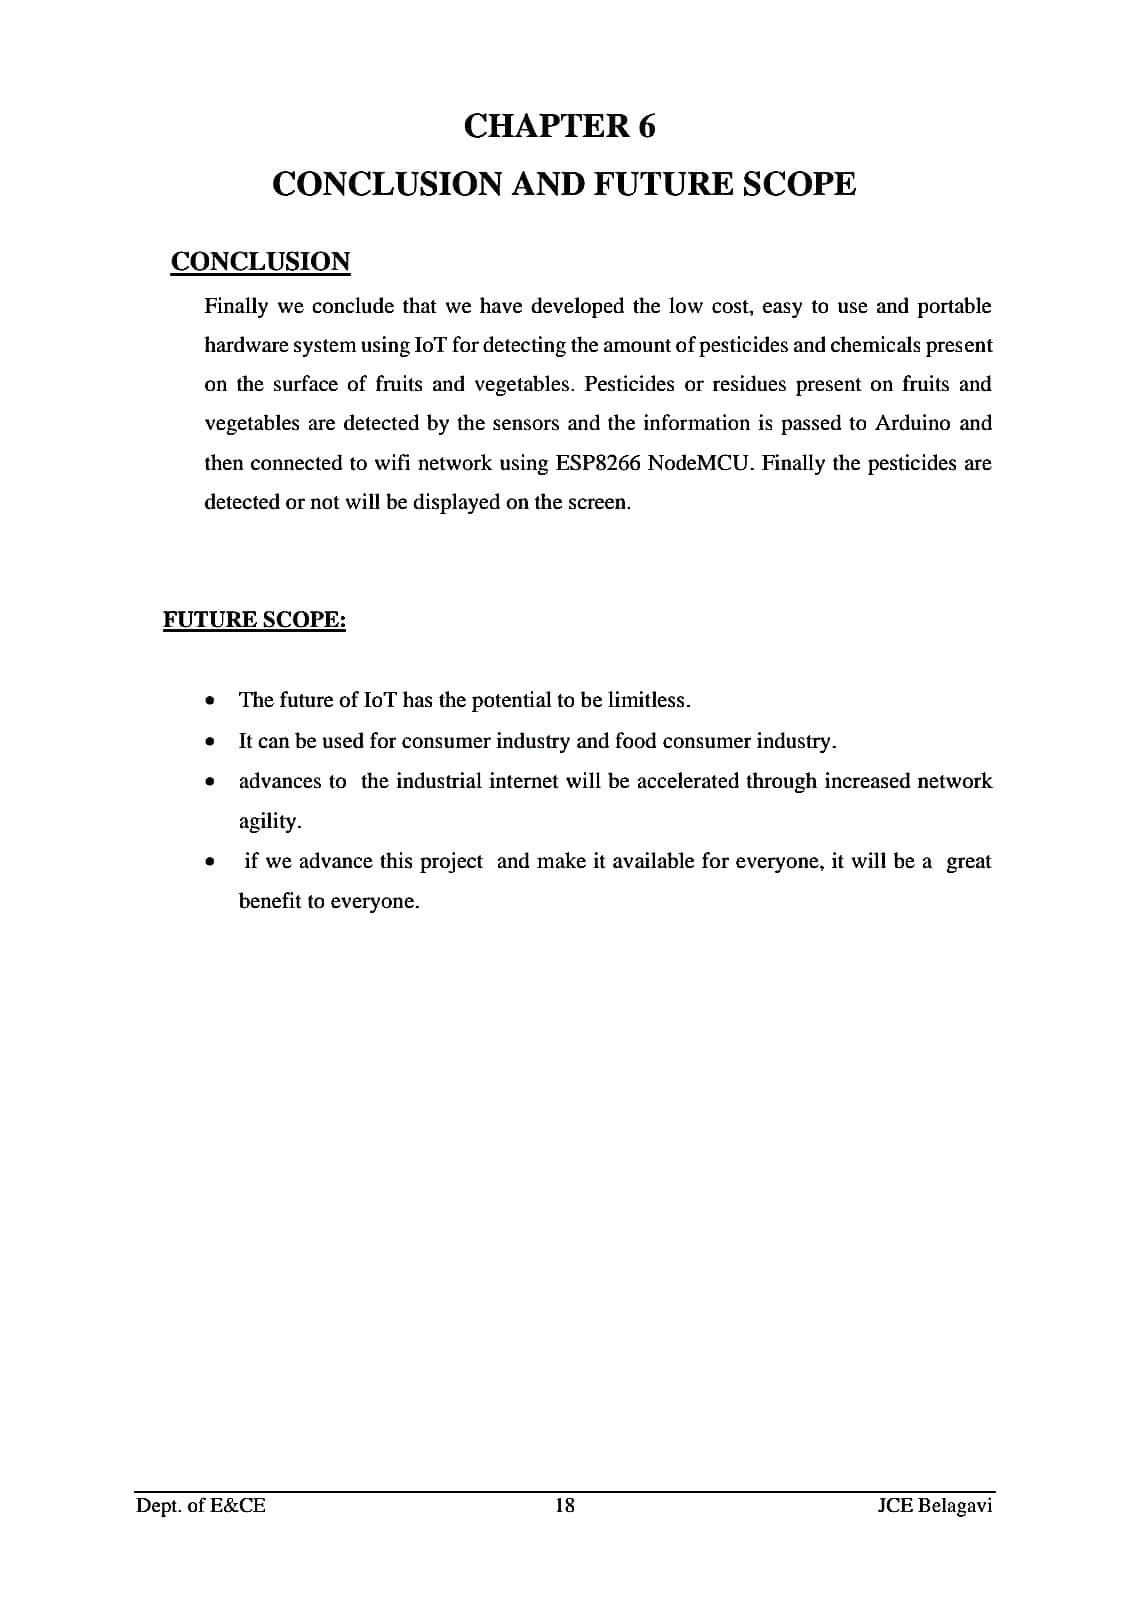 CHAPTER 6
CONCLUSION AND FUTURE SCOPE
CONCLUSION
Finally we conclude that we have developed the low cost, easy to use and portable
hardware system using IoT for detecting the amount of pesticides and chemicals present
on the surface of fruits and vegetables. Pesticides or residues present on fruits and
vegetables are detected by the sensors and the information is passed to Arduino and
then connected to wifi network using ESP8266 NodeMCU. Finally the pesticides are
detected or not will be displayed on the screen.
FUTURE SCOPE:
• The future of IoT has the potential to be limitless.
• It can be used for consumer industry and food consumer industry.
• advances to  the industrial internet will be accelerated through increased network
agility.
• if we advance this project  and make it available for everyone, it will be a  great
benefit to everyone.
Dept. of E&CE 18 JCE Belagavi